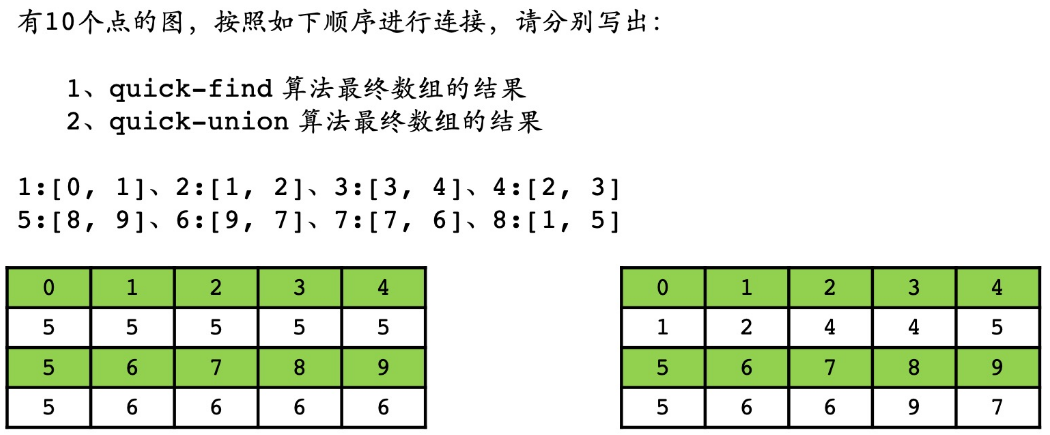 有10个点的图，按照如下顺序进行连接，请分别写出：
1、quick-find 算法最终数组的结果
2、quick-union 算法最终数组的结果
1:[0, 1]、2:[1, 2]、3:[3, 4]、4:[2, 3]
5:[8, 9]、6:[9, 7]、7:[7, 6]、8:[1, 5]
0 1 2 3 4
5 5 5 5 5
5 6 7 8 9
5 6 6 6 6
0 1 2 3 4
1 2 4 4 5
5 6 7 8 9
5 6 6 9 7